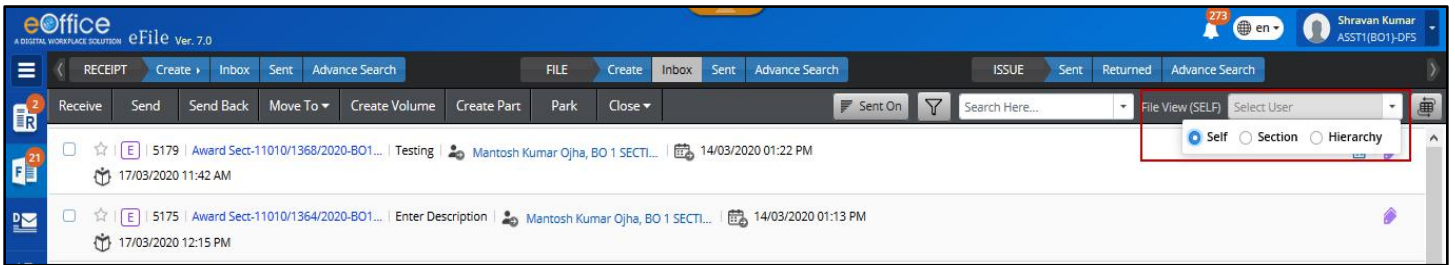 eOffice
A DIGITAL WORKPLACE SOLUTION eFile Ver. 7.0
273 en Shravan Kumar
ASST1(BO1)-DFS
RECEIPT Create Inbox Sent Advance Search FILE Create Inbox Sent Advance Search ISSUE Sent Returned Advance Search
2 R Receive Send Send Back Move To Create Volume Create Part Park Close Sent On Search Here... File View (SELF) Select User
Self Section Hierarchy
E 5179 Award Sect-11010/1368/2020-BO1... Testing Mantosh Kumar Ojha, BO 1 SECTI... 14/03/2020 01:22 PM
21 F 17/03/2020 11:42 AM
D E 5175 Award Sect-11010/1364/2020-BO1... Enter Description Mantosh Kumar Ojha, BO 1 SECTI... 14/03/2020 01:13 PM
17/03/2020 12:15 PM